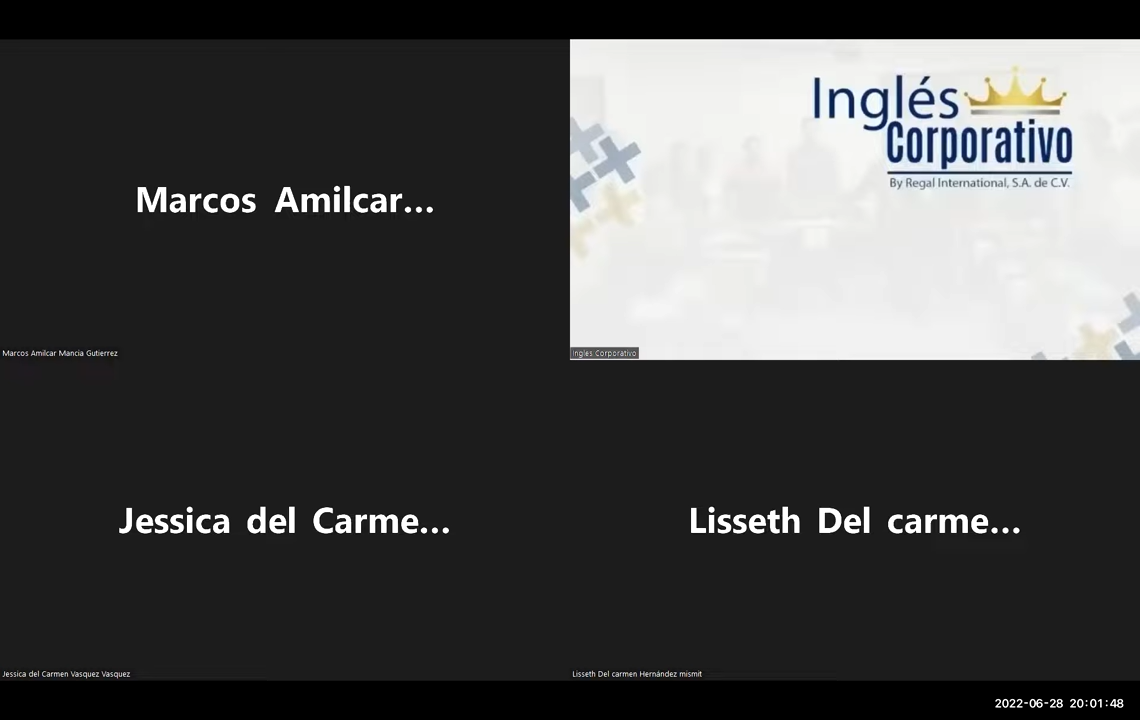 Marcos Amilcar...
Marcos Amilcar Mancia Gutierrez
Inglés
Corporativo
By Regal International, S.A. de C.V.
Ingles Corporativo
Jessica del Carme...
Jessica del Carmen Vasquez Vasquez
Lisseth Del carme...
Lisseth Del carmen Hernández mismit
2022-06-28 20:01:48